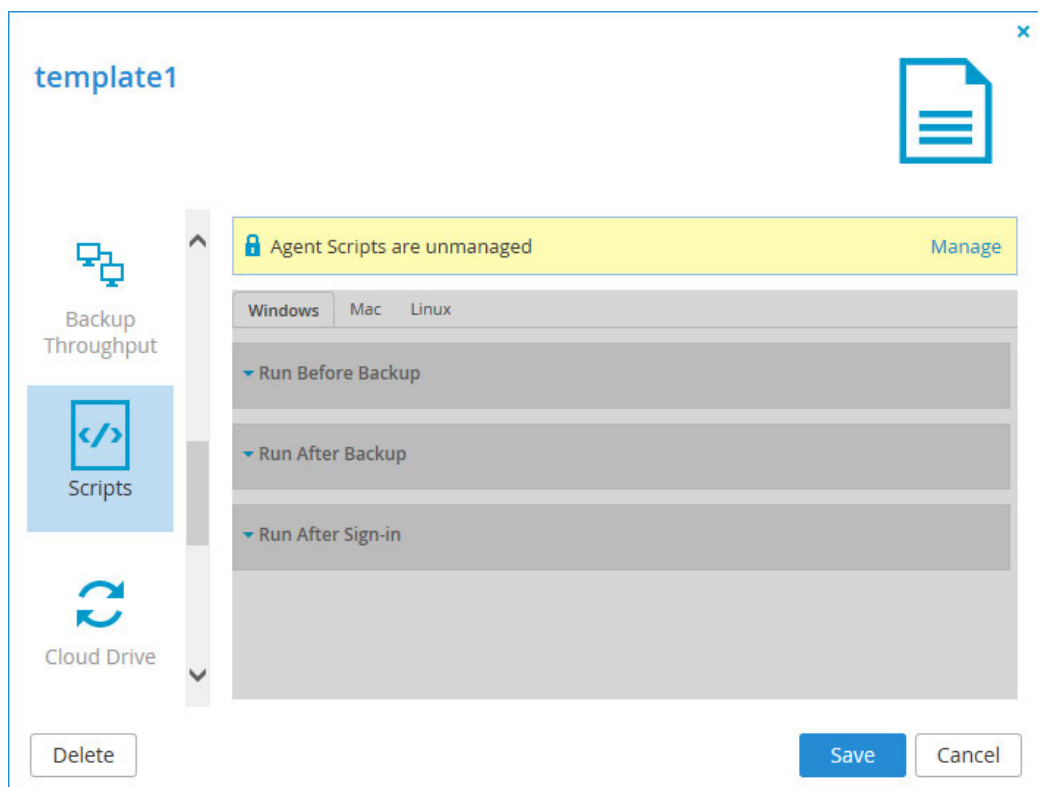 template1
Backup
Throughput
Scripts
Cloud Drive
Agent Scripts are unmanaged Manage
Windows Mac Linux
Run Before Backup
Run After Backup
Run After Sign-in
Delete Save Cancel